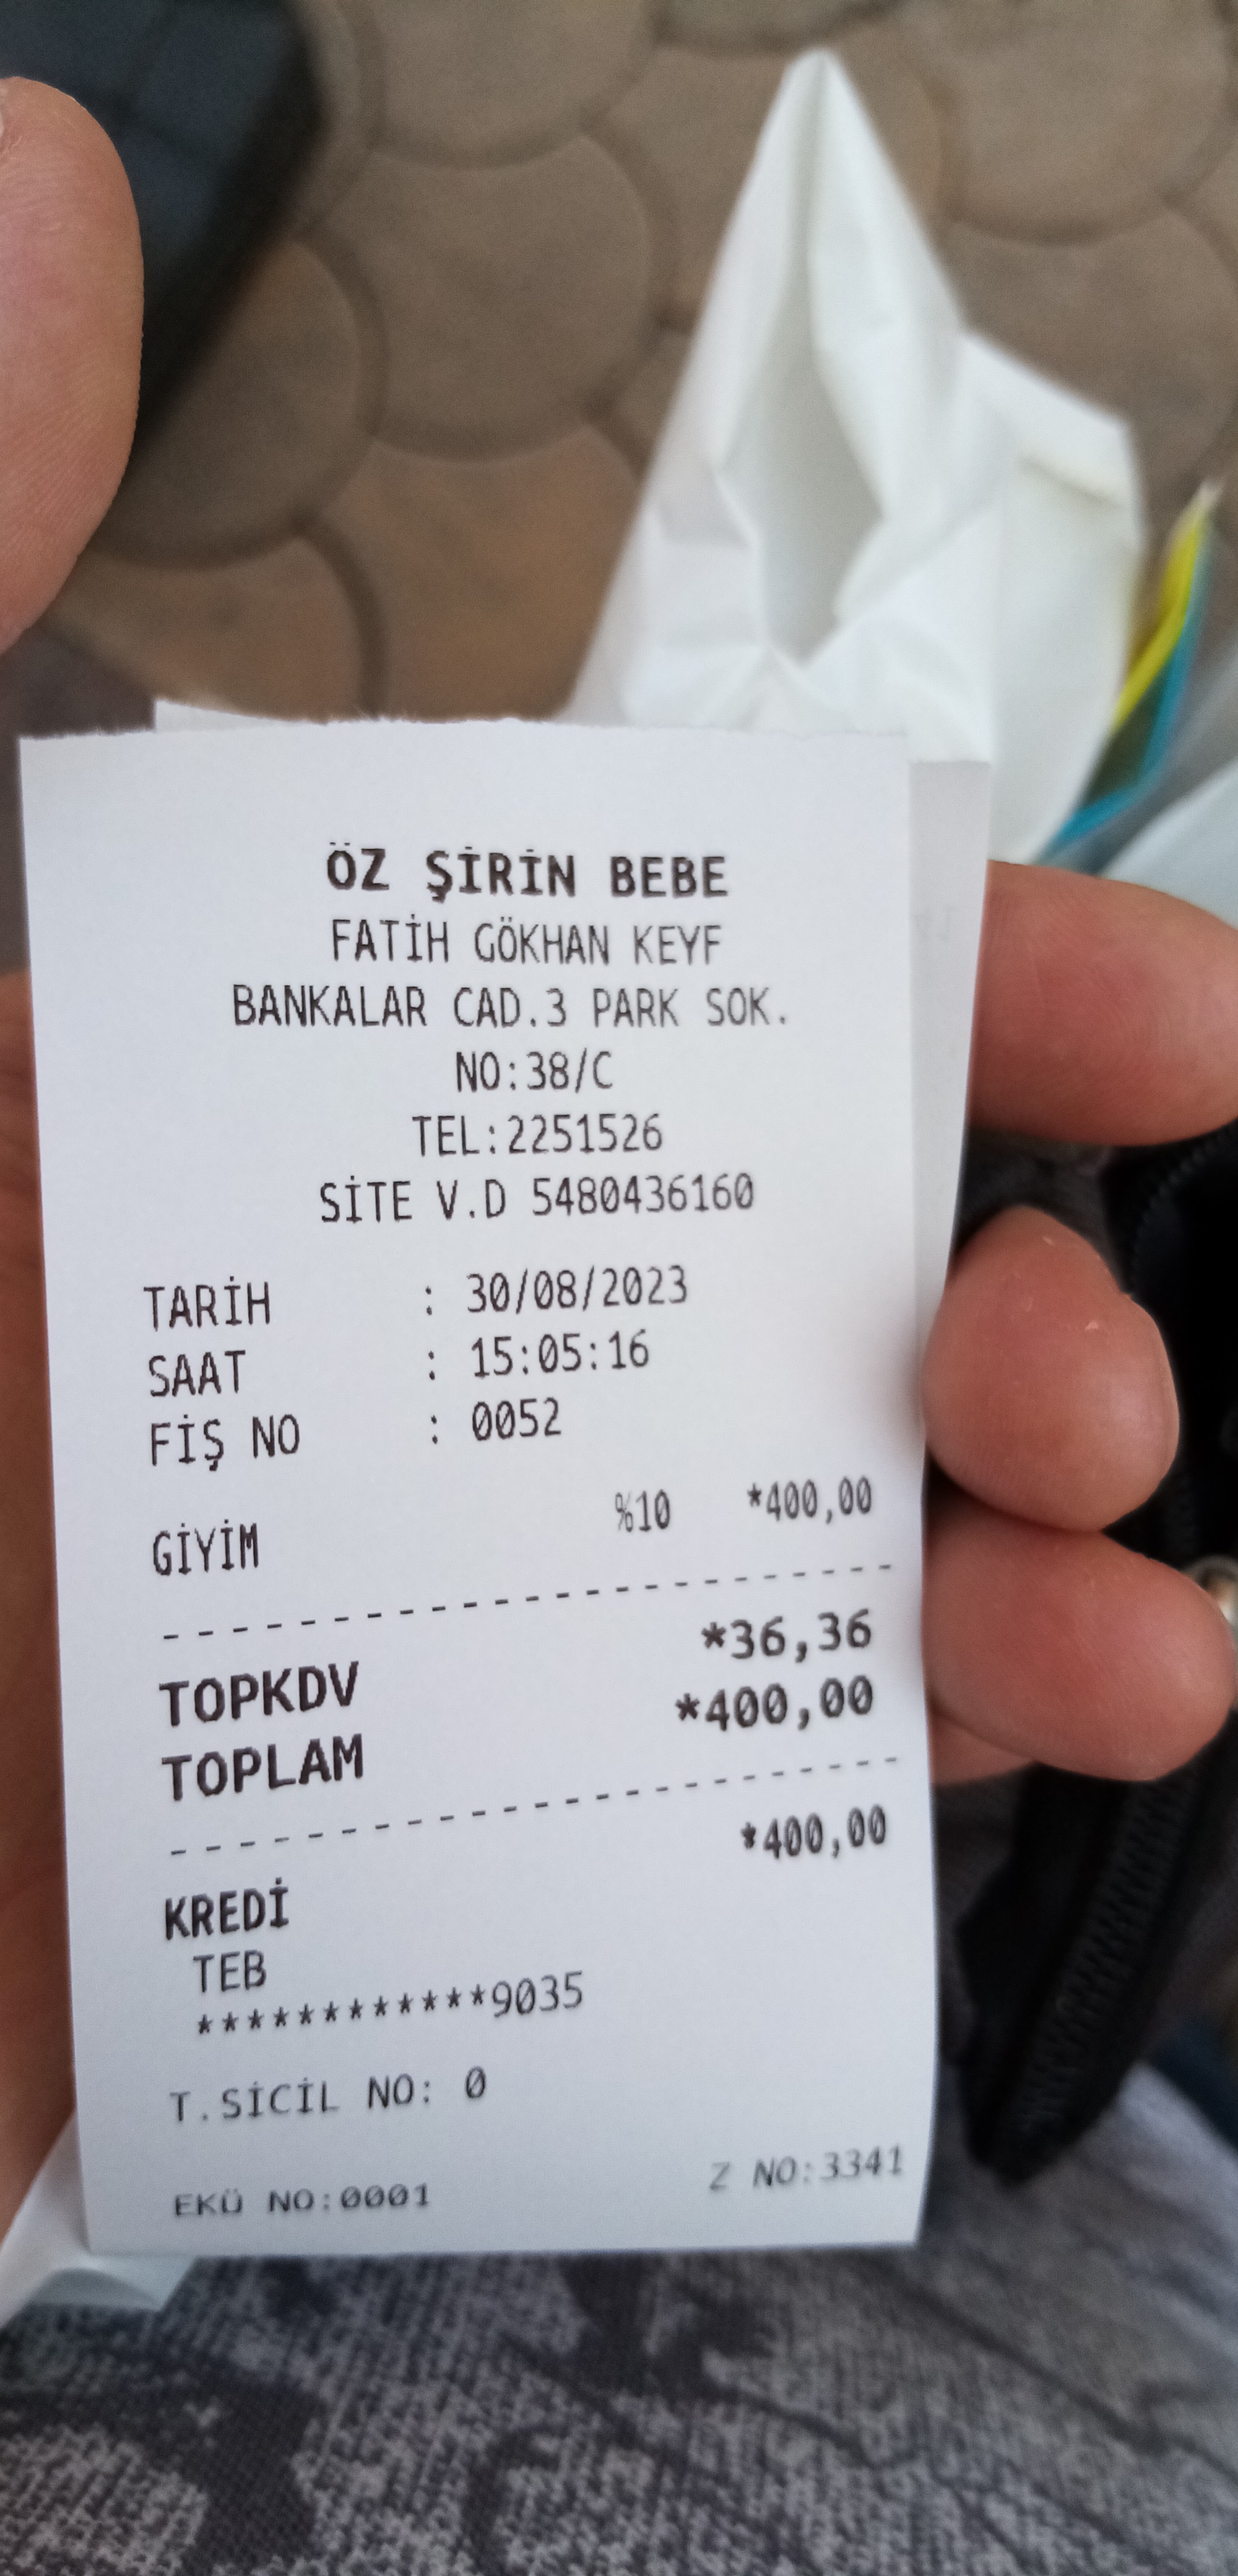 ÖZ ŞİRİN BEBE
FATİH GÖKHAN KEYF
BANKALAR CAD.3 PARK SOK.
NO:38/C
TEL:2251526
SİTE V.D 5480436160
TARİH : 30/08/2023
SAAT : 15:05:16
FİŞ NO : 0052
GİYİM %10 *400,00
TOPKDV *36,36
TOPLAM *400,00
KREDİ *400,00
TEB
************9035
T.SİCİL NO: 0
EKÜ NO:0001 Z NO:3341